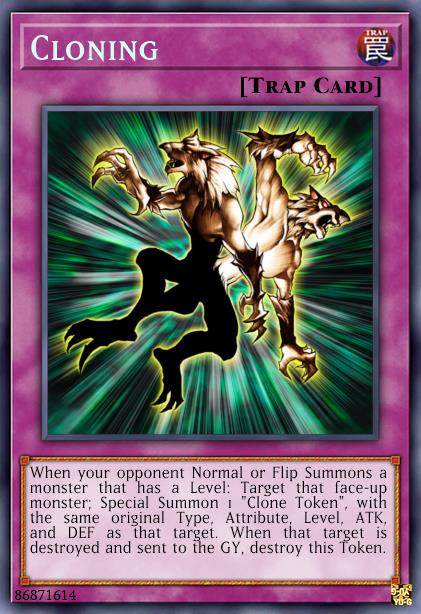 Cloning
TRAP
罠
[Trap Card]
When your opponent Normal or Flip Summons a
monster that has a Level: Target that face-up
monster; Special Summon 1 "Clone Token", with
the same original Type, Attribute, Level, ATK,
and DEF as that target. When that target is
destroyed and sent to the GY, destroy this Token.
86871614